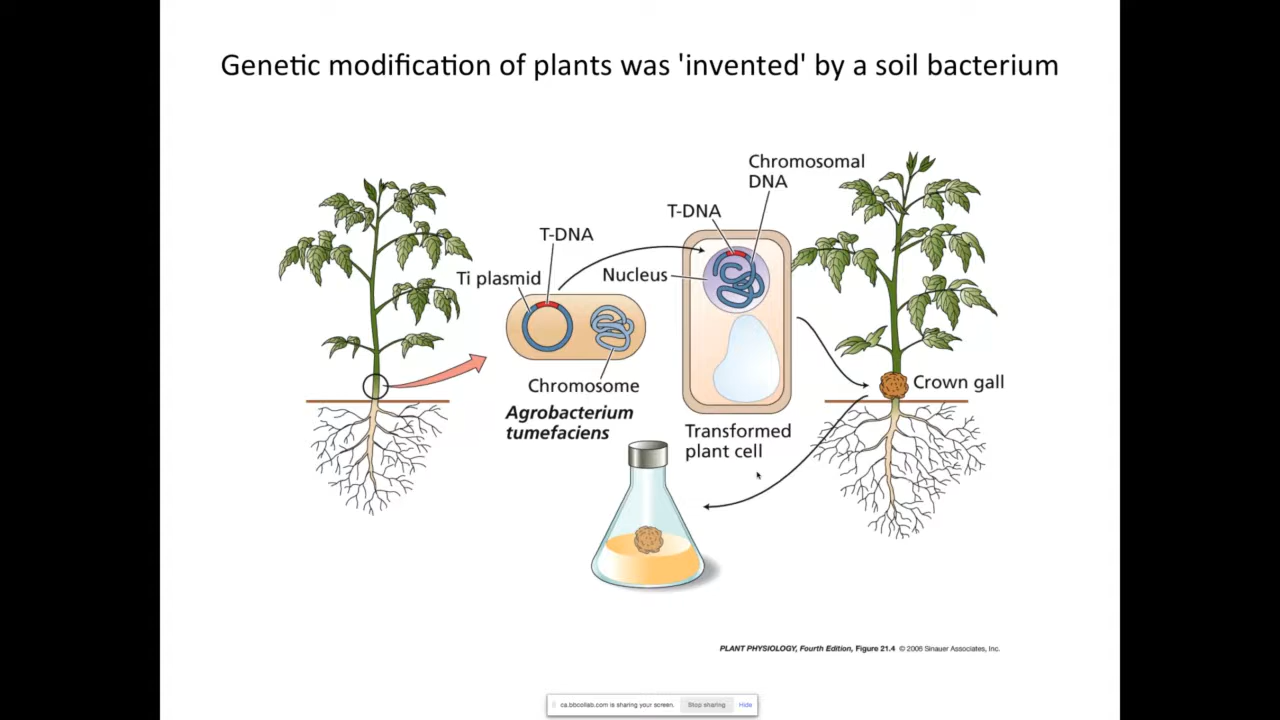 Genetic modification of plants was 'invented' by a soil bacterium
Chromosomal
DNA
T-DNA
T-DNA
Ti plasmid
Nucleus
Chromosome
Crown gall
Agrobacterium
tumefaciens
Transformed
plant cell
PLANT PHYSIOLOGY, Fourth Edition, Figure 21.4 © 2006 Sinauer Associates, Inc.
ca.bbcollab.com is sharing your screen. Stop sharing Hide